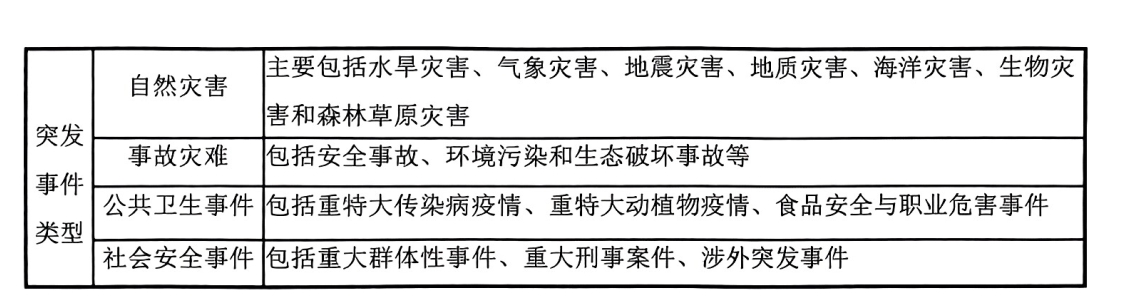 突发
事件
类型
自然灾害
主要包括水旱灾害、气象灾害、地震灾害、地质灾害、海洋灾害、生物灾
害和森林草原灾害
事故灾难
包括安全事故、环境污染和生态破坏事故等
公共卫生事件
包括重特大传染病疫情、重特大动植物疫情、食品安全与职业危害事件
社会安全事件
包括重大群体性事件、重大刑事案件、涉外突发事件